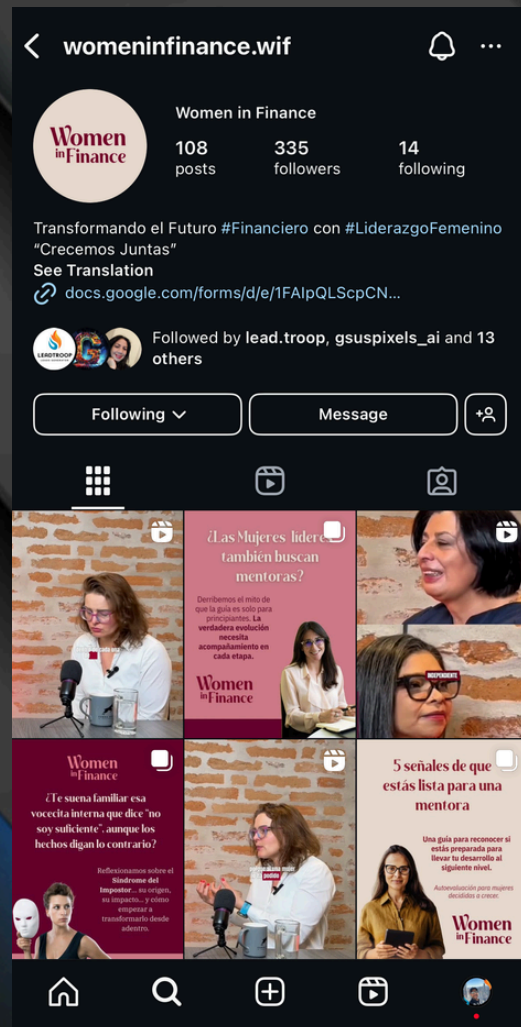 womeninfinance.wif
Women
in Finance
Women in Finance
108
335
14
posts
followers
following
Transformando el Futuro #Financiero con #LiderazgoFemenino
“Crecemos Juntas”
See Translation
docs.google.com/forms/d/e/1FAIpQLScpCN...
LEADTROOP
Followed by lead.troop, gsuspixels_ai and 13
others
Following
Message
¿Las Mujeres lídere
también buscan
mentoras?
Derribemos el mito de
que la guía es solo para
principiantes. La
verdadera evolución
necesita
acompañamiento en
cada etapa.
Women
in Finance
INDEPENDIENTE
Women
in Finance
¿Te suena familiar esa
vocecita interna que dice "no
soy suficiente", aunque los
hechos digan lo contrario?
Reflexionamos sobre el
Síndrome del
Impostor... su origen,
su impacto... y cómo
empezar a
transformarlo desde
adentro.
podido
5 señales de que
estás lista para una
mentora
Una guía para reconocer si
estás preparada para
llevar tu desarrollo al
siguiente nivel.
Autoevaluación para mujeres
decididas a crecer.
Women
in Finance